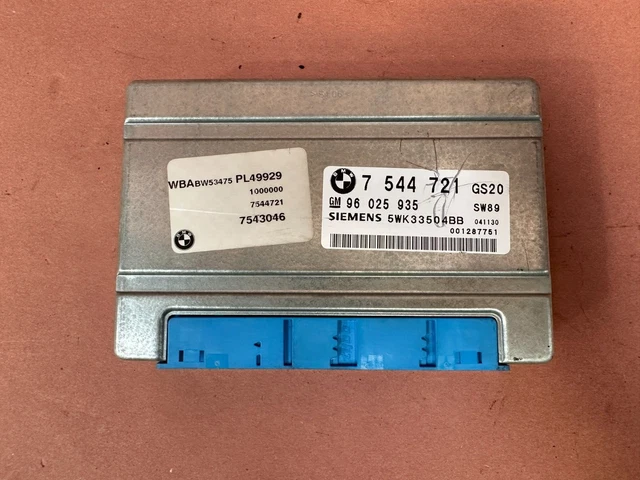 WBABW53475 PL49929
1000000
7544721
7543046
7 544 721 GS20
GM 96 025 935 SW89
SIEMENS 5WK33504BB 041130
001287751